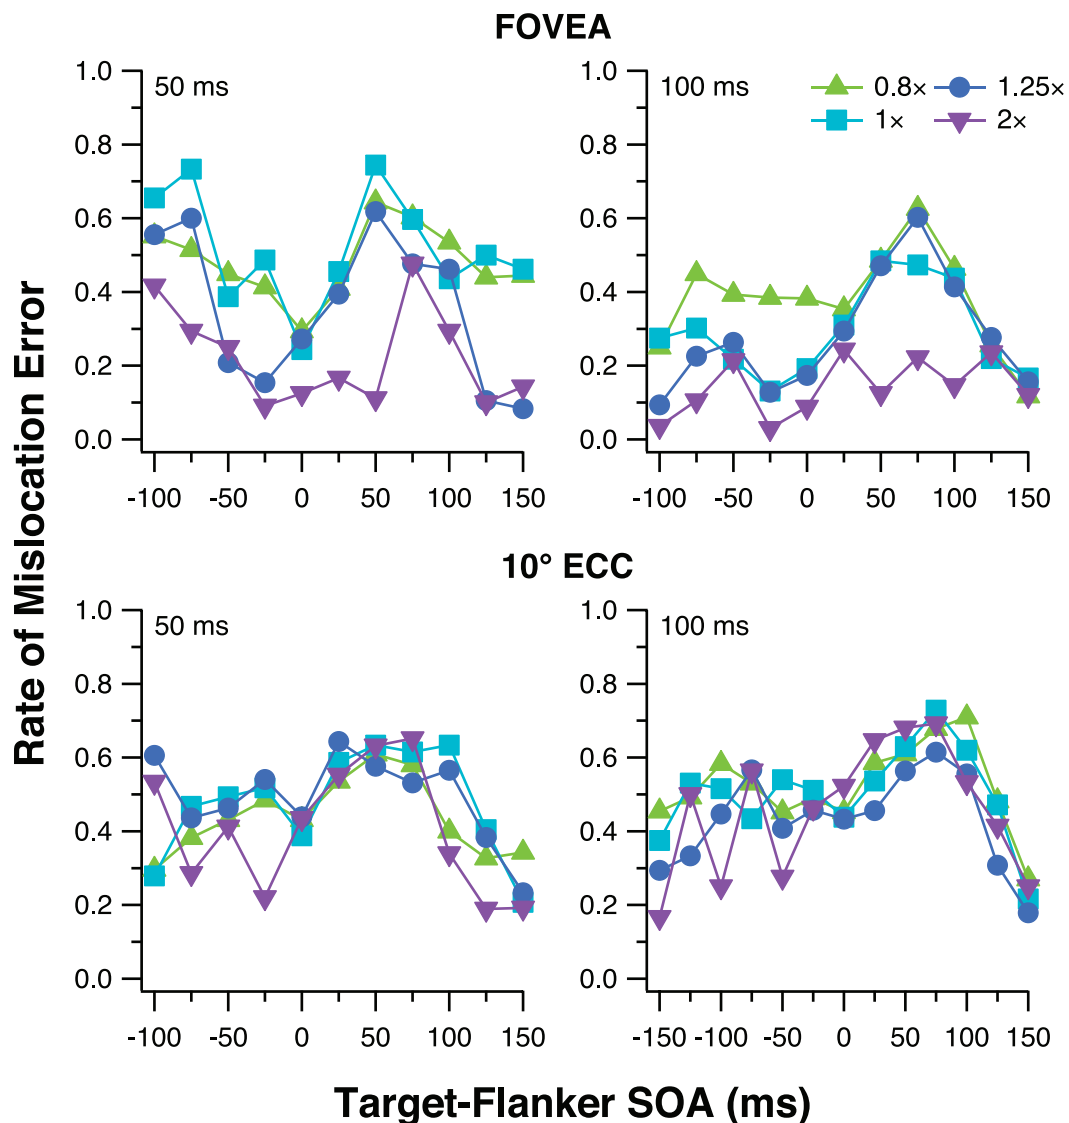 FOVEA
Rate of Mislocation Error
50 ms
1.0
0.8
0.6
0.4
0.2
0.0
-100 -50 0 50 100 150
100 ms
0.8× 1.25×
1× 2×
1.0
0.8
0.6
0.4
0.2
0.0
-100 -50 0 50 100 150
10° ECC
50 ms
1.0
0.8
0.6
0.4
0.2
0.0
-100 -50 0 50 100 150
100 ms
1.0
0.8
0.6
0.4
0.2
0.0
-150 -100 -50 0 50 100 150
Target-Flanker SOA (ms)